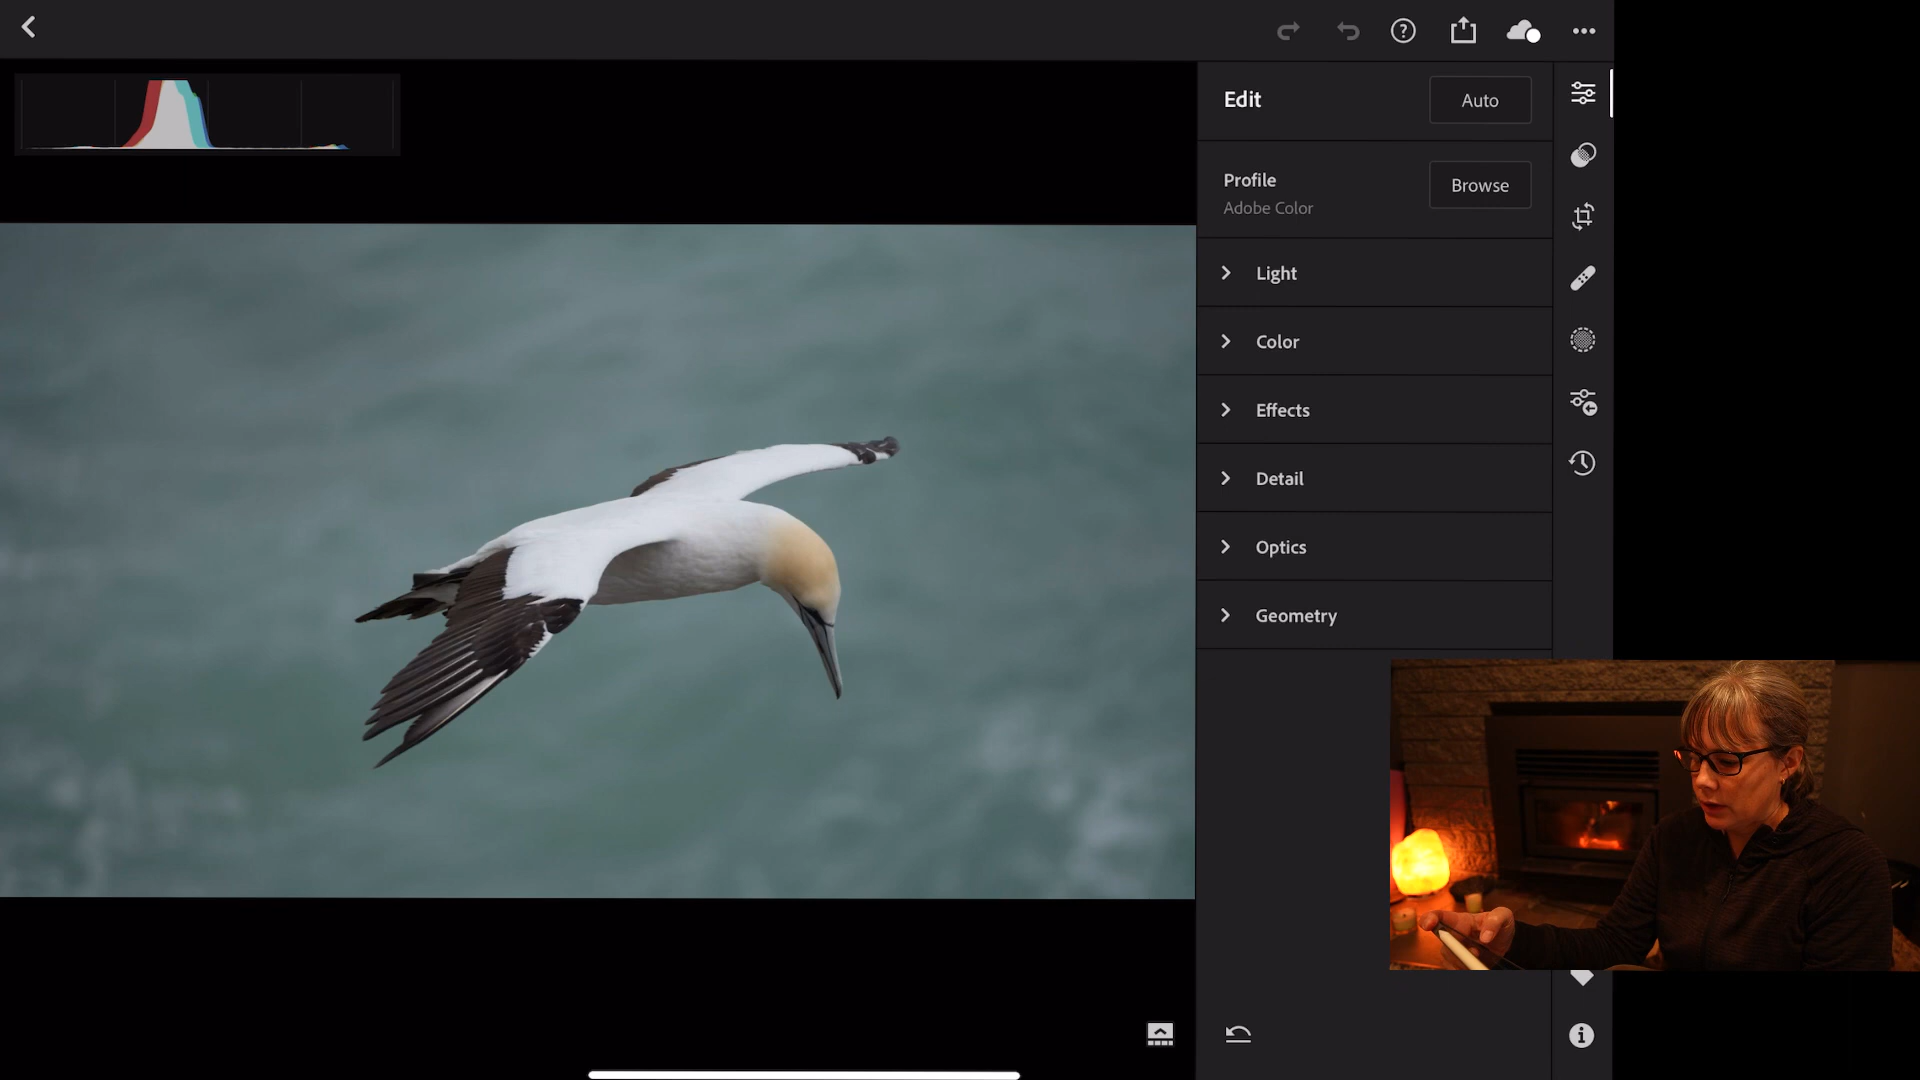 Edit
Auto
Profile
Browse
Adobe Color
Light
Color
Effects
Detail
Optics
Geometry